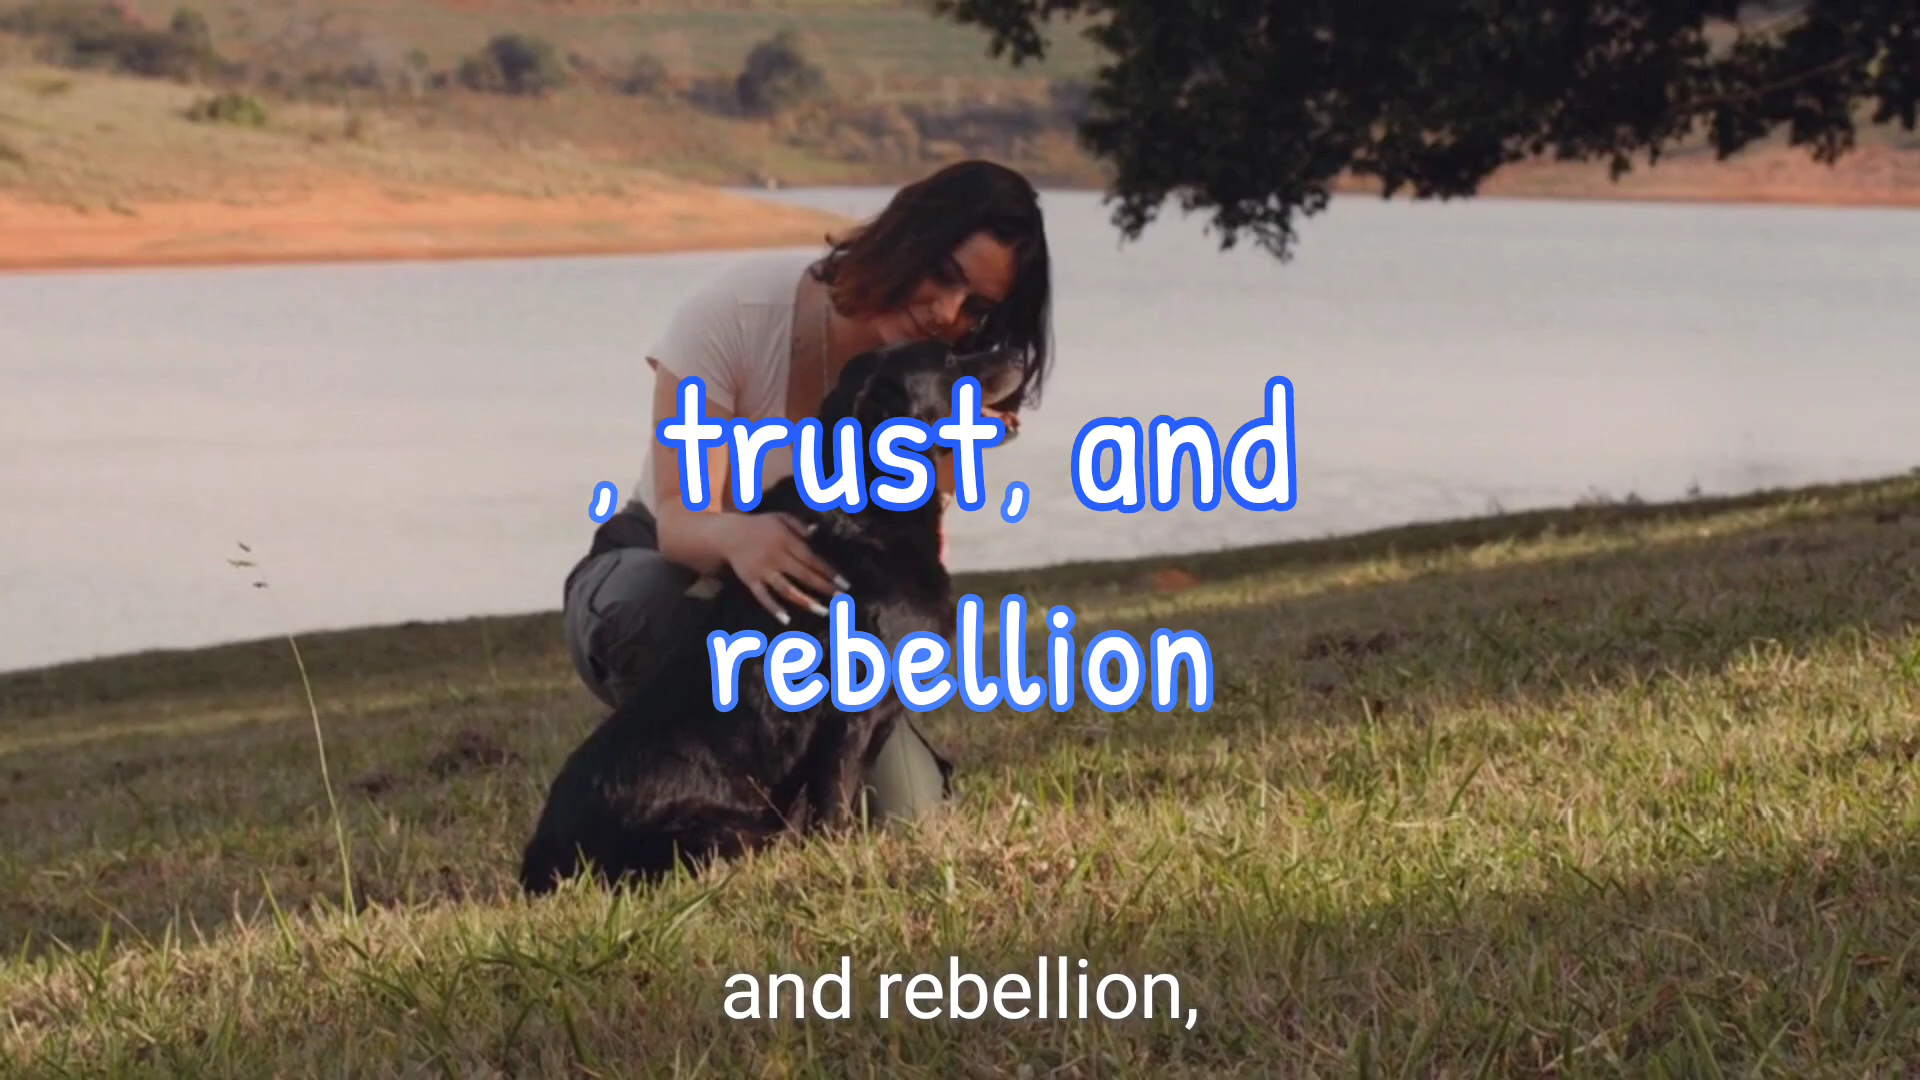 , trust, and
rebellion
and rebellion,